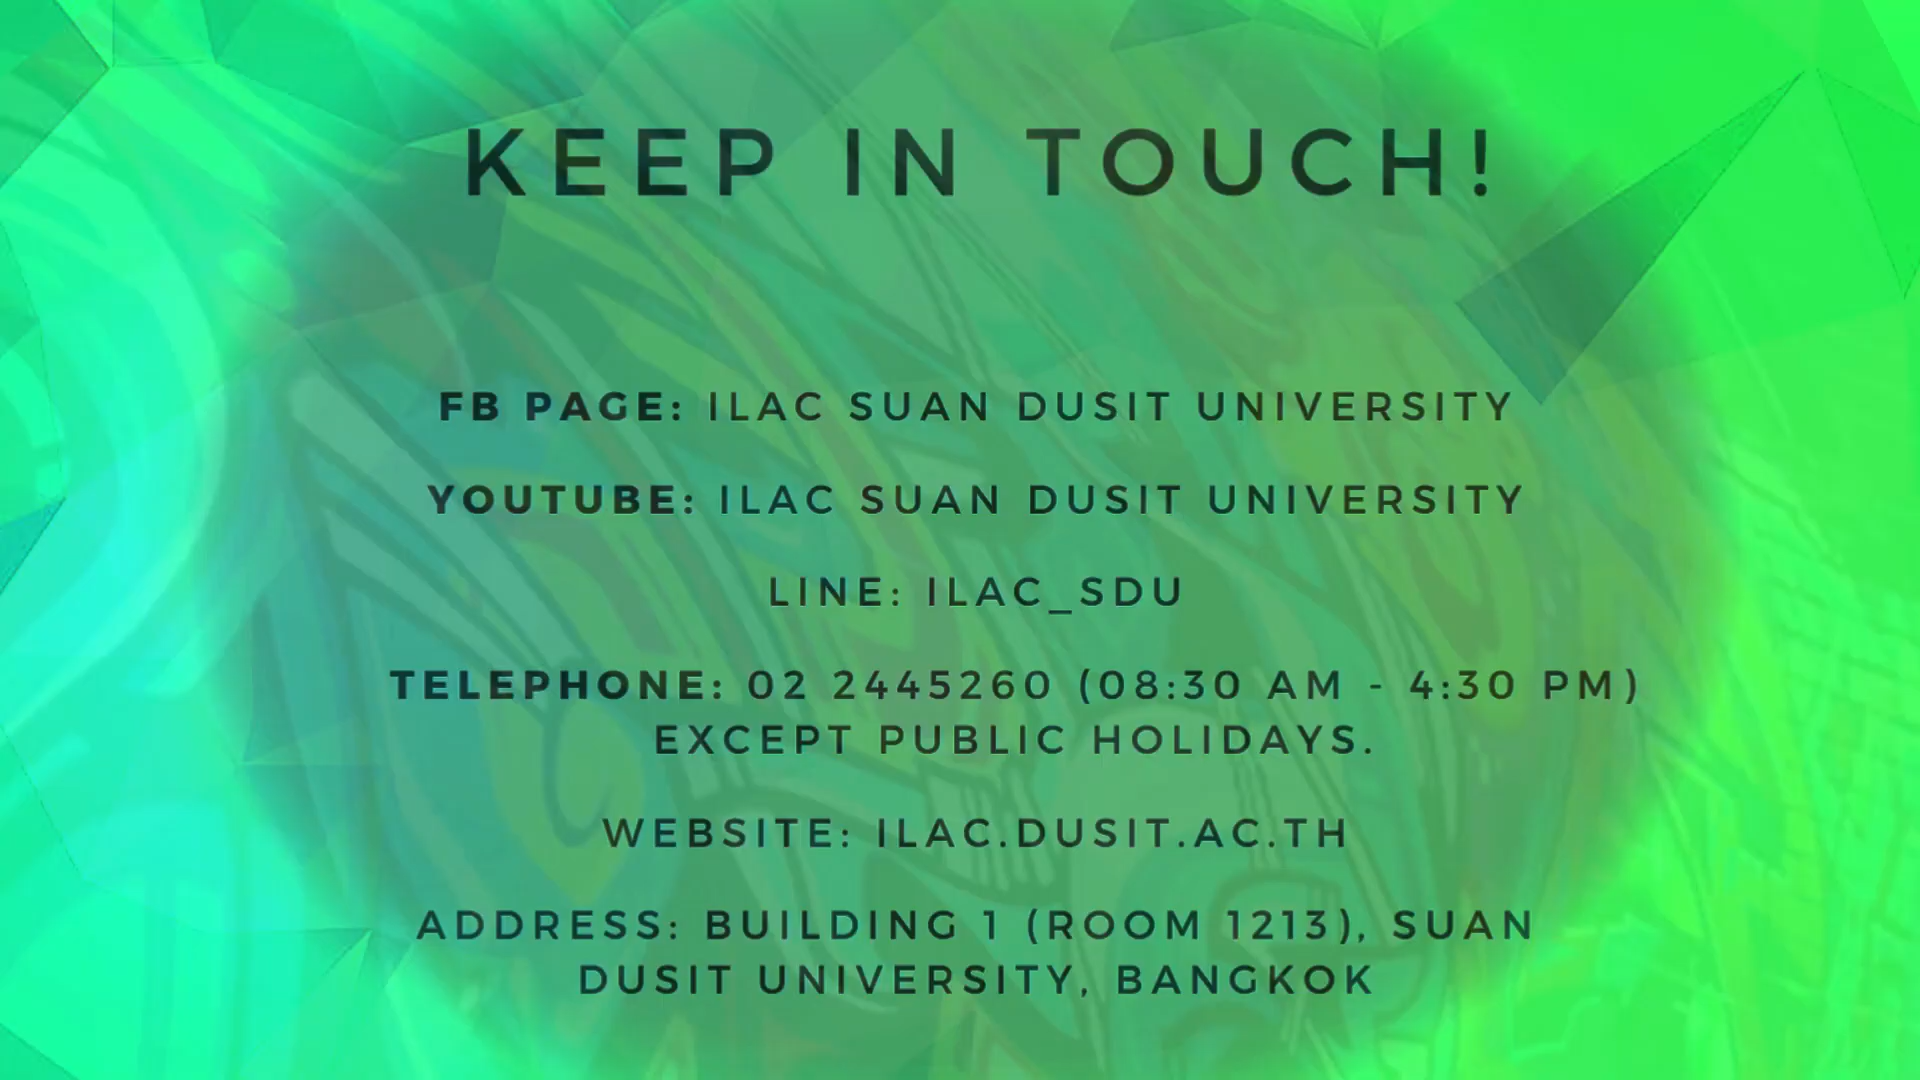 KEEP IN TOUCH!
FB PAGE: ILAC SUAN DUSIT UNIVERSITY
YOUTUBE: ILAC SUAN DUSIT UNIVERSITY
LINE: ILAC_SDU
TELEPHONE: 02 2445260 (08:30 AM - 4:30 PM)
EXCEPT PUBLIC HOLIDAYS.
WEBSITE: ILAC.DUSIT.AC.TH
ADDRESS: BUILDING 1 (ROOM 1213), SUAN
DUSIT UNIVERSITY, BANGKOK